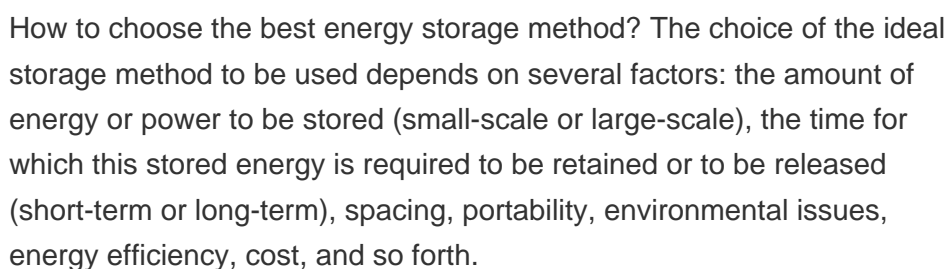 How to choose the best energy storage method? The choice of the ideal
storage method to be used depends on several factors: the amount of
energy or power to be stored (small-scale or large-scale), the time for
which this stored energy is required to be retained or to be released
(short-term or long-term), spacing, portability, environmental issues,
energy efficiency, cost, and so forth.